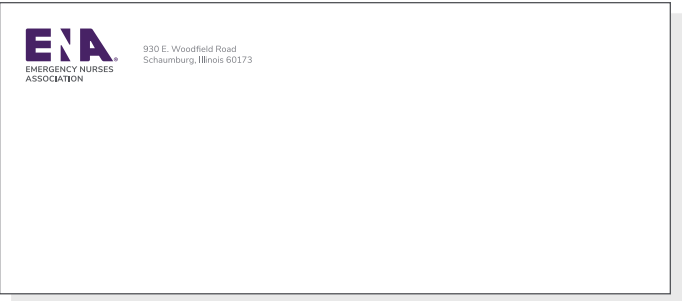 ENA®
EMERGENCY NURSES
ASSOCIATION
930 E. Woodfield Road
Schaumburg, Illinois 60173